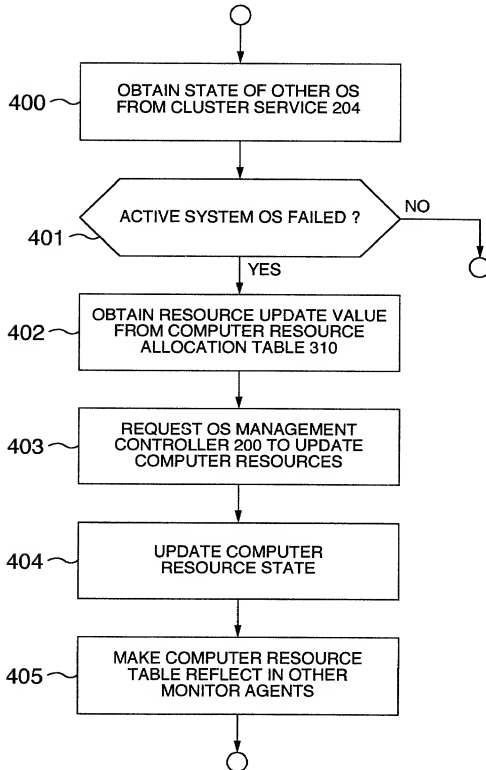 400
OBTAIN STATE OF OTHER OS
FROM CLUSTER SERVICE 204
ACTIVE SYSTEM OS FAILED ?
NO
401
YES
402
OBTAIN RESOURCE UPDATE VALUE
FROM COMPUTER RESOURCE
ALLOCATION TABLE 310
403
REQUEST OS MANAGEMENT
CONTROLLER 200 TO UPDATE
COMPUTER RESOURCES
404
UPDATE COMPUTER
RESOURCE STATE
405
MAKE COMPUTER RESOURCE
TABLE REFLECT IN OTHER
MONITOR AGENTS